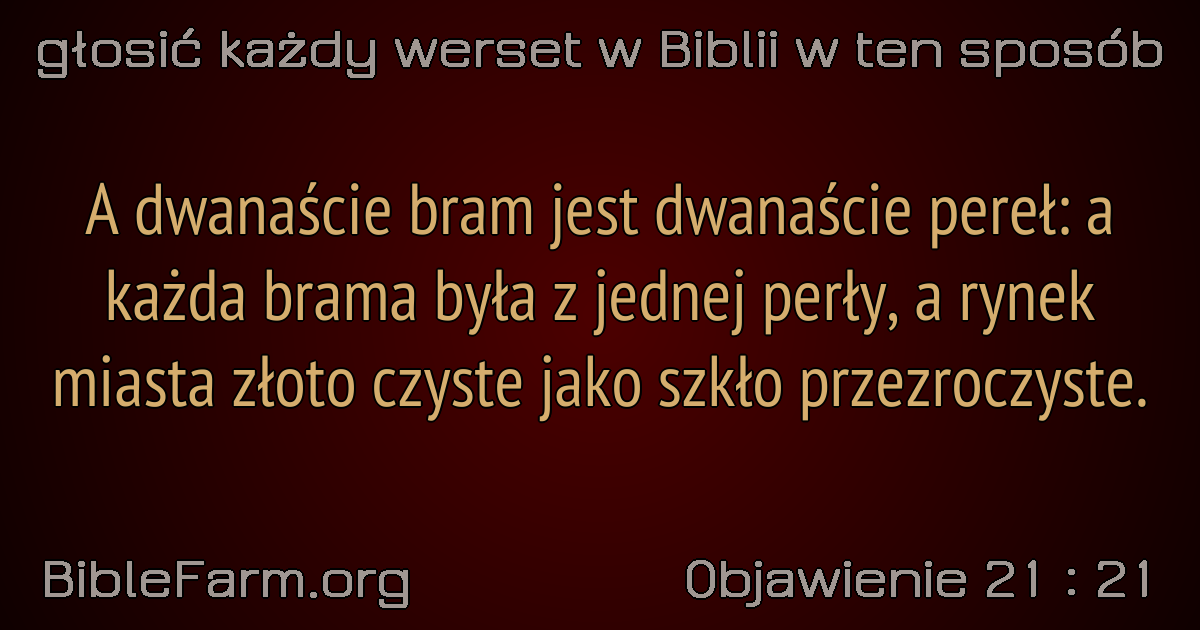 głosić każdy werset w Biblii w ten sposób
A dwanaście bram jest dwanaście pereł: a
każda brama była z jednej perły, a rynek
miasta złoto czyste jako szkło przezroczyste.
BibleFarm.org
Objawienie 21 : 21